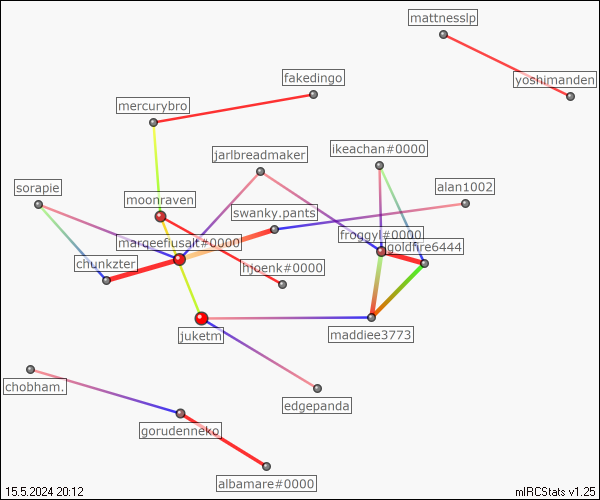 mattnesslp
fakedingo
yoshimanden
mercurybro
jarlbreadmaker
ikeachan#0000
sorapie
alan1002
moonraven
swanky.pants
froggyl#0000
marqeefiusalt#0000
goldfire6444
chunkzter
hjoenk#0000
juketm
maddiee3773
chobham.
edgepanda
gorudenneko
albamare#0000
15.5.2024 20:12
mIRCStats v1.25